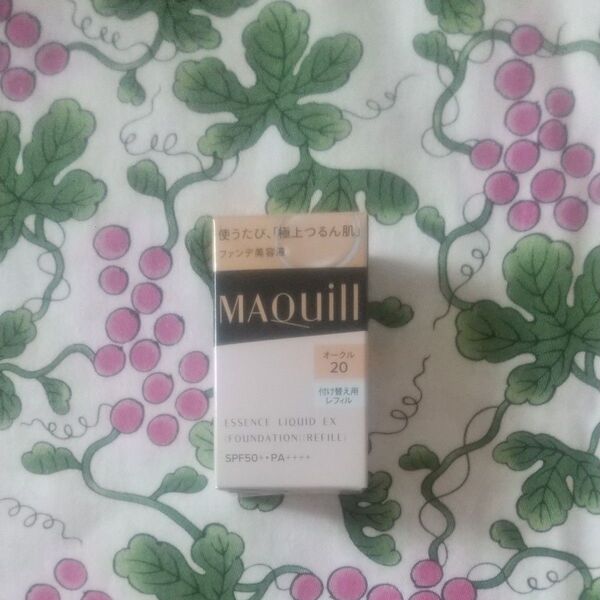 使うたび、「極上つるん肌」
ファンデ美容液
MAQuill
オークル
20
付け替え用
レフィル
ESSENCE LIQUID EX
〈FOUNDATION〉〈REFILL〉
SPF50+・PA++++